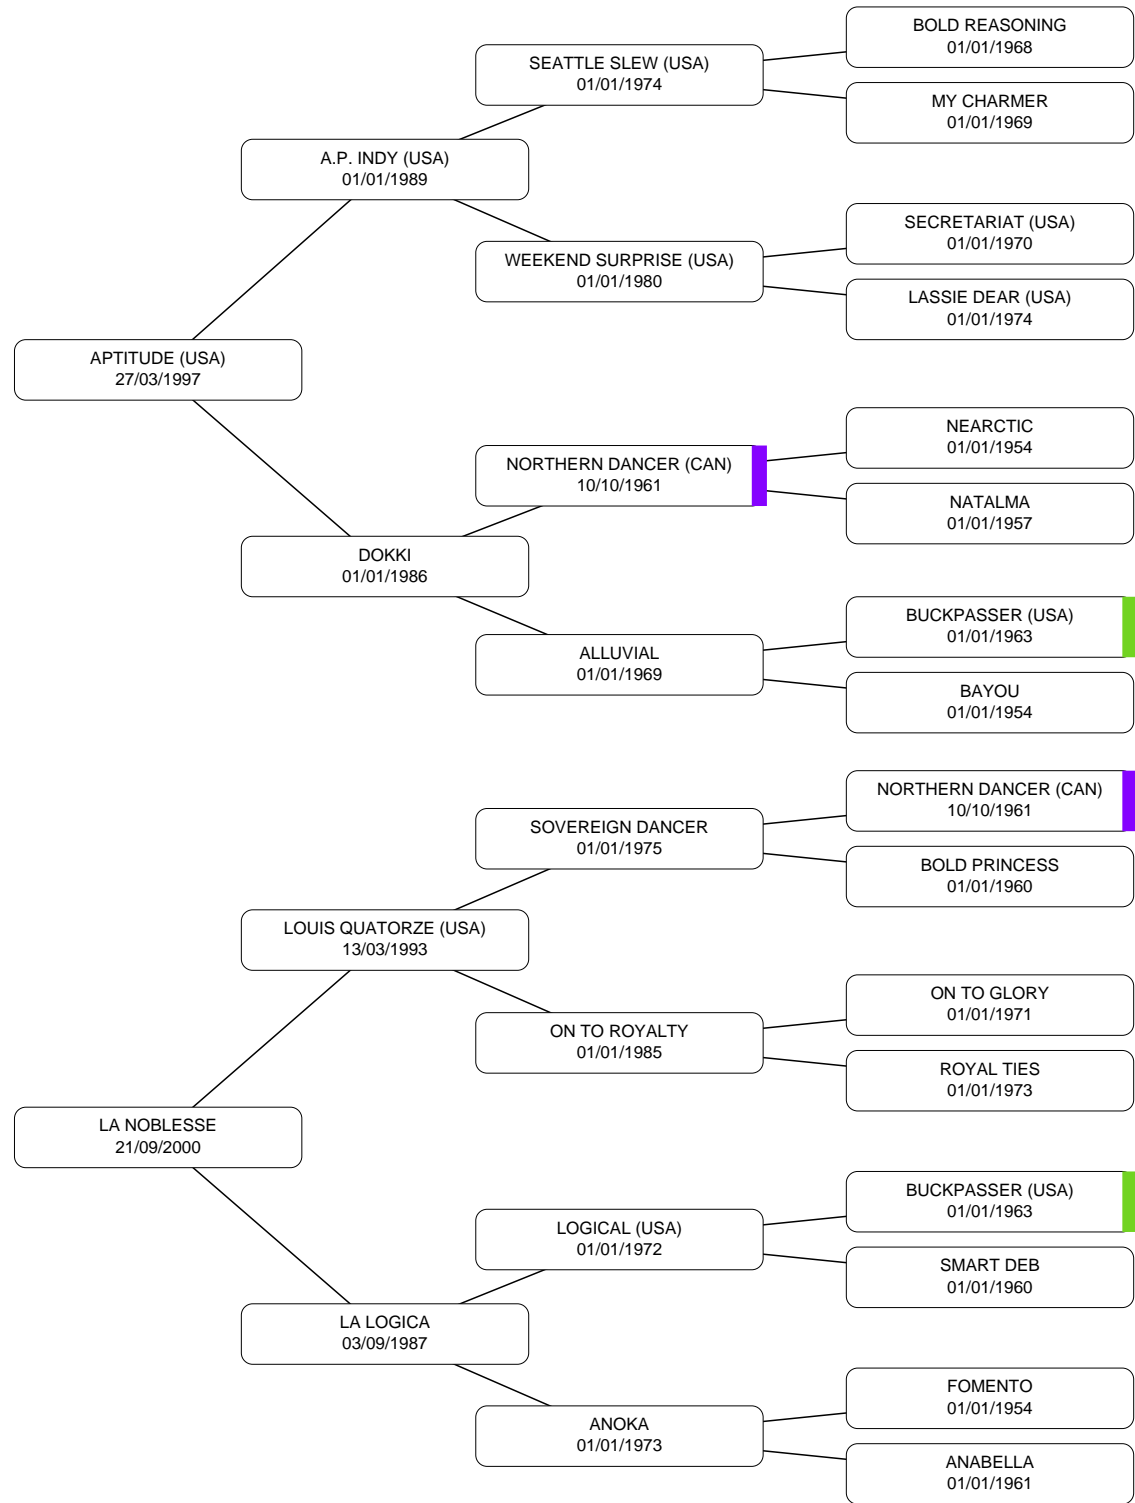 BOLD REASONING
01/01/1968
SEATTLE SLEW (USA)
01/01/1974
MY CHARMER
01/01/1969
A.P. INDY (USA)
01/01/1989
SECRETARIAT (USA)
01/01/1970
WEEKEND SURPRISE (USA)
01/01/1980
LASSIE DEAR (USA)
01/01/1974
APTITUDE (USA)
27/03/1997
NEARCTIC
01/01/1954
NORTHERN DANCER (CAN)
10/10/1961
NATALMA
01/01/1957
DOKKI
01/01/1986
BUCKPASSER (USA)
01/01/1963
ALLUVIAL
01/01/1969
BAYOU
01/01/1954
NORTHERN DANCER (CAN)
10/10/1961
SOVEREIGN DANCER
01/01/1975
BOLD PRINCESS
01/01/1960
LOUIS QUATORZE (USA)
13/03/1993
ON TO GLORY
01/01/1971
ON TO ROYALTY
01/01/1985
ROYAL TIES
01/01/1973
LA NOBLESSE
21/09/2000
BUCKPASSER (USA)
01/01/1963
LOGICAL (USA)
01/01/1972
SMART DEB
01/01/1960
LA LOGICA
03/09/1987
FOMENTO
01/01/1954
ANOKA
01/01/1973
ANABELLA
01/01/1961